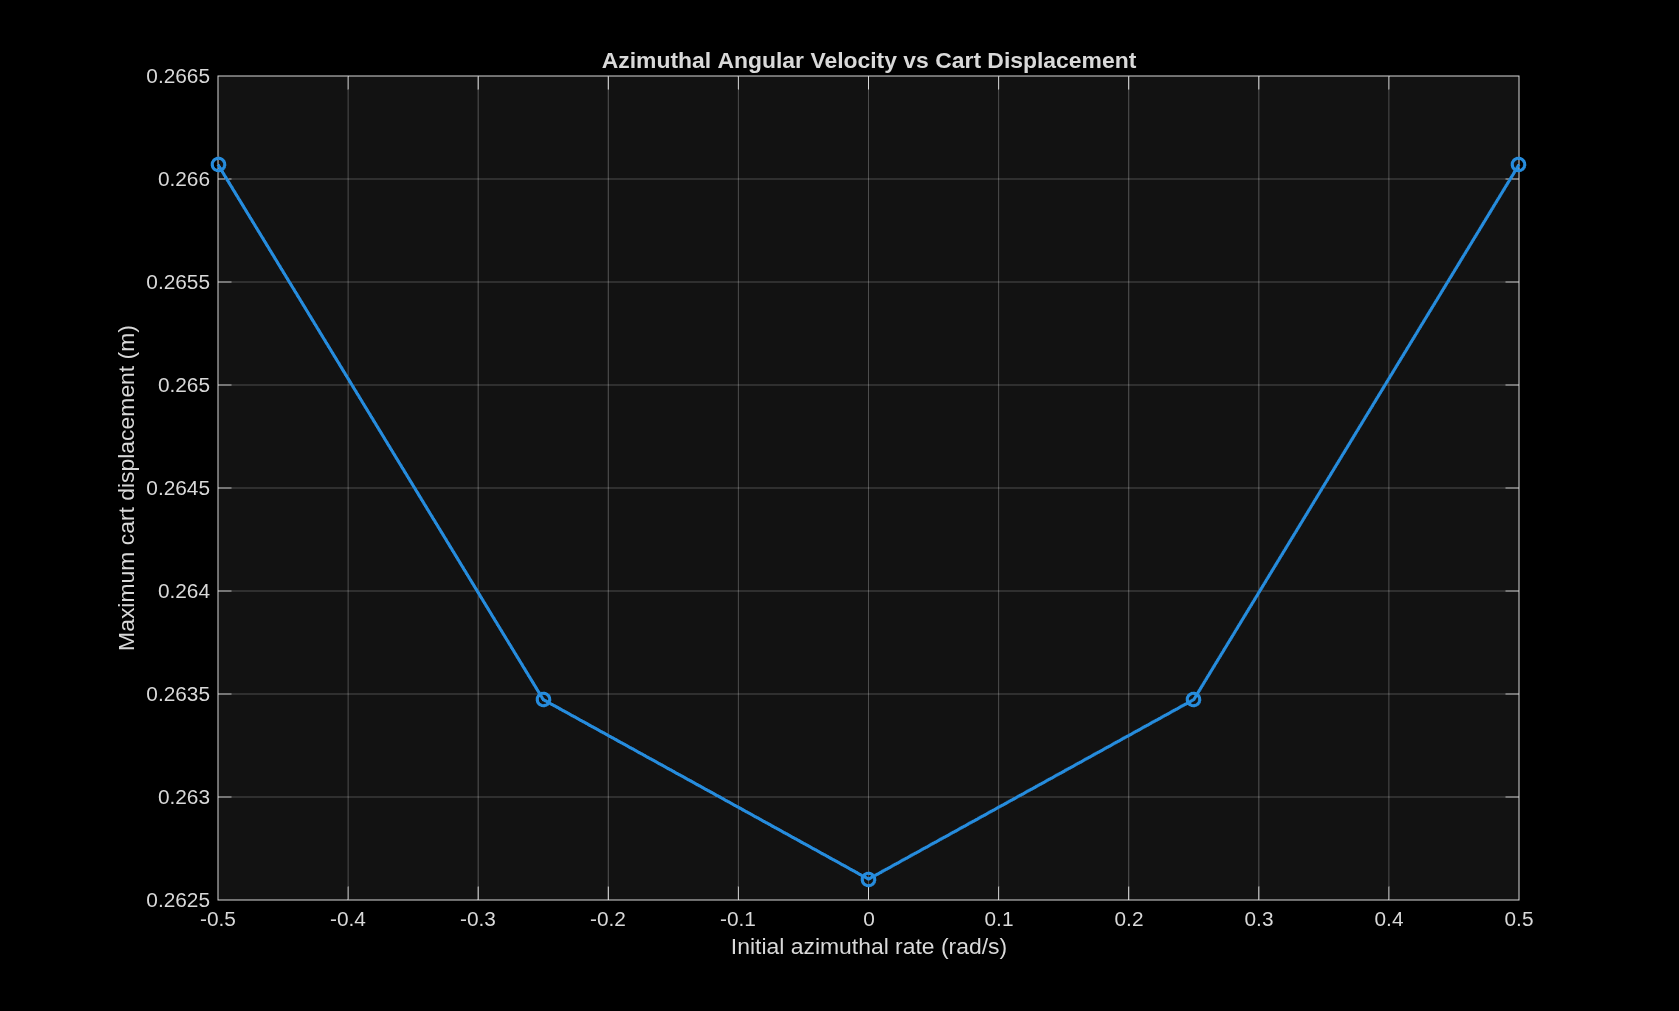 Azimuthal Angular Velocity vs Cart Displacement
0.2665
0.266
0.2655
0.265
0.2645
0.264
0.2635
0.263
0.2625
Maximum cart displacement (m)
-0.5 -0.4 -0.3 -0.2 -0.1 0 0.1 0.2 0.3 0.4 0.5
Initial azimuthal rate (rad/s)